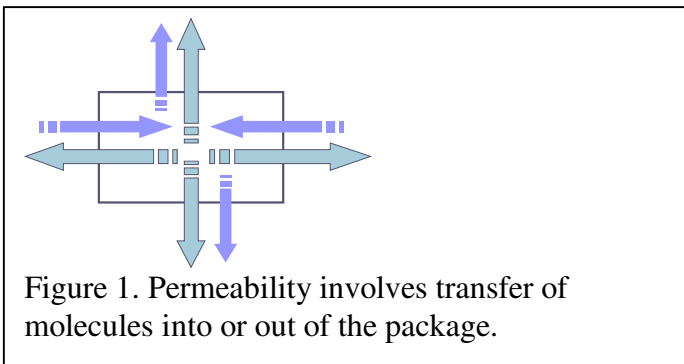 Figure 1. Permeability involves transfer of
molecules into or out of the package.